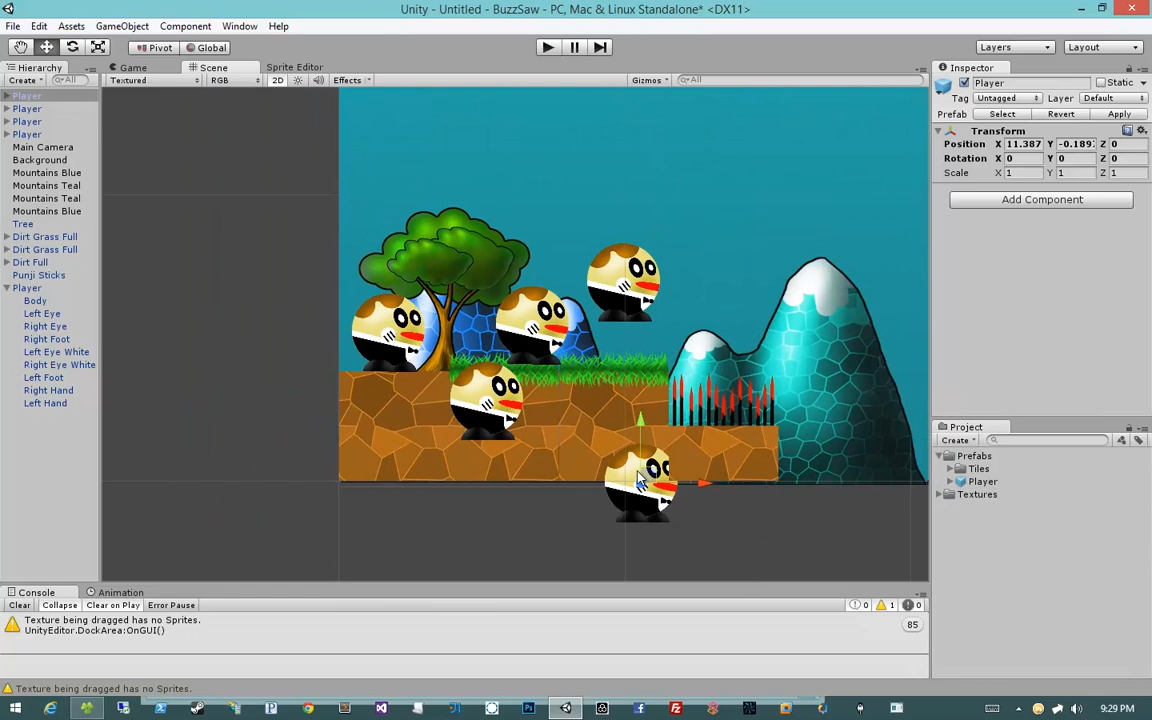 Unity - Untitled - BuzzSaw - PC, Mac & Linux Standalone* <DX11>
File Edit Assets GameObject Component Window Help
Pivot Global Layers Layout
Hierarchy Game Scene Sprite Editor Inspector
Create All Textured RGB 2D Effects Gizmos All
Player Static
Tag Untagged Layer Default
Prefab Select Revert Apply
Transform
Position X 11.387 Y -0.189 Z 0
Rotation X 0 Y 0 Z 0
Scale X 1 Y 1 Z 1
Add Component
Player
Player
Player
Player
Main Camera
Background
Mountains Blue
Mountains Teal
Mountains Teal
Mountains Blue
Tree
Dirt Grass Full
Dirt Grass Full
Dirt Full
Punji Sticks
Player
Body
Left Eye
Right Eye
Right Foot
Left Eye White
Right Eye White
Left Foot
Right Hand
Left Hand
Project
Create
Prefabs
Tiles
Player
Textures
Console Animation
Clear Collapse Clear on Play Error Pause 0 1 0
Texture being dragged has no Sprites.
UnityEditor.DockArea:OnGUI()
85
Texture being dragged has no Sprites.
9:29 PM